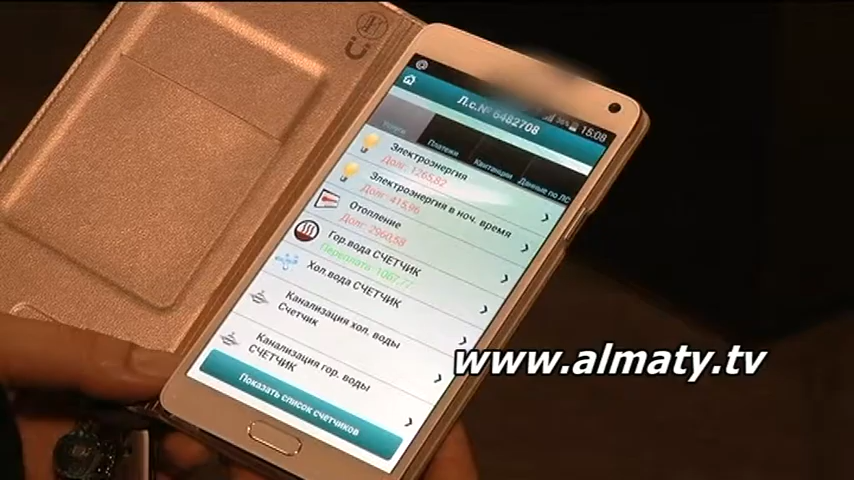 Л.с.№ 6482708
15:08
Услуги
Платежи
Квитанции
Данные по ЛС
Электроэнергия
Долг: 1265,82
Электроэнергия в ноч. время
Долг: 415,96
Отопление
Долг: 2960,58
Гор.вода СЧЕТЧИК
Переплата: 1067,77
Хол.вода СЧЕТЧИК
Канализация хол. воды
Счетчик
Канализация гор. воды
СЧЕТЧИК
Показать список счетчиков
www.almaty.tv